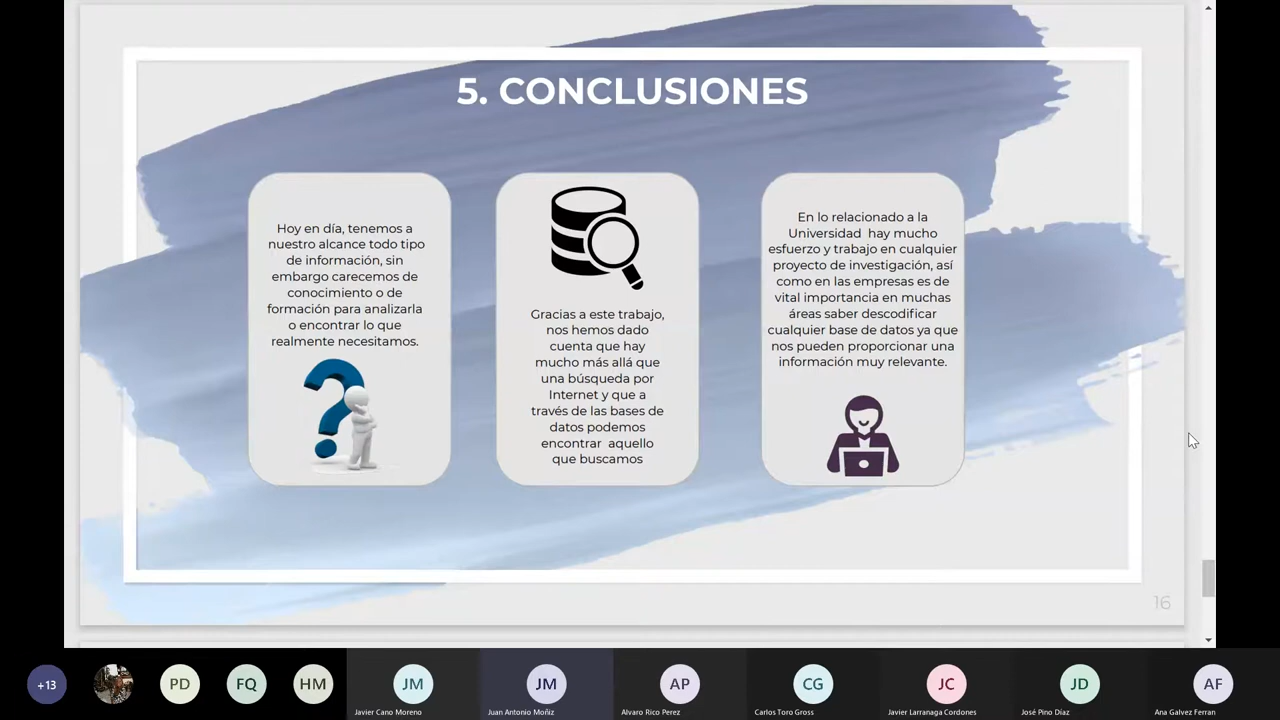 5. CONCLUSIONES
Hoy en día, tenemos a
nuestro alcance todo tipo
de información, sin
embargo carecemos de
conocimiento o de
formación para analizarla
o encontrar lo que
realmente necesitamos.
Gracias a este trabajo,
nos hemos dado
cuenta que hay
mucho más allá que
una búsqueda por
Internet y que a
través de las bases de
datos podemos
encontrar aquello
que buscamos
En lo relacionado a la
Universidad hay mucho
esfuerzo y trabajo en cualquier
proyecto de investigación, así
como en las empresas es de
vital importancia en muchas
áreas saber descodificar
cualquier base de datos ya que
nos pueden proporcionar una
información muy relevante.
16
+13
PD
FQ
HM
JM
Javier Cano Moreno
JM
Juan Antonio Moñiz
AP
Alvaro Rico Perez
CG
Carlos Toro Gross
JC
Javier Larranaga Cordones
JD
José Pino Díaz
AF
Ana Galvez Ferran